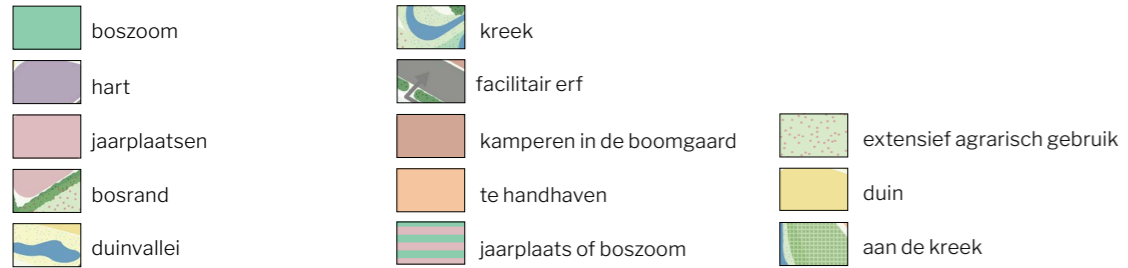 boszoom
hart
jaarplaatsen
bosrand
duinvallei
kreek
facilitair erf
kamperen in de boomgaard
te handhaven
jaarplaats of boszoom
extensief agrarisch gebruik
duin
aan de kreek